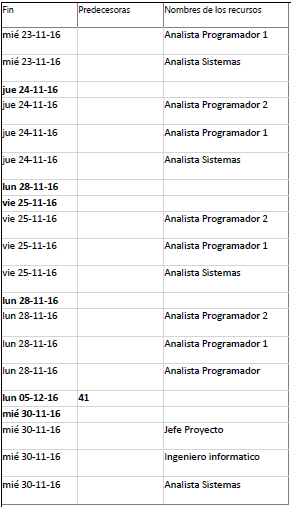 Fin Predecesoras Nombres de los recursos
mié 23-11-16 Analista Programador 1
mié 23-11-16 Analista Sistemas
jue 24-11-16
jue 24-11-16 Analista Programador 2
jue 24-11-16 Analista Programador 1
jue 24-11-16 Analista Sistemas
lun 28-11-16
vie 25-11-16
vie 25-11-16 Analista Programador 2
vie 25-11-16 Analista Programador 1
vie 25-11-16 Analista Sistemas
lun 28-11-16
lun 28-11-16 Analista Programador 2
lun 28-11-16 Analista Programador 1
lun 28-11-16 Analista Programador
lun 05-12-16 41
mié 30-11-16
mié 30-11-16 Jefe Proyecto
mié 30-11-16 Ingeniero informatico
mié 30-11-16 Analista Sistemas